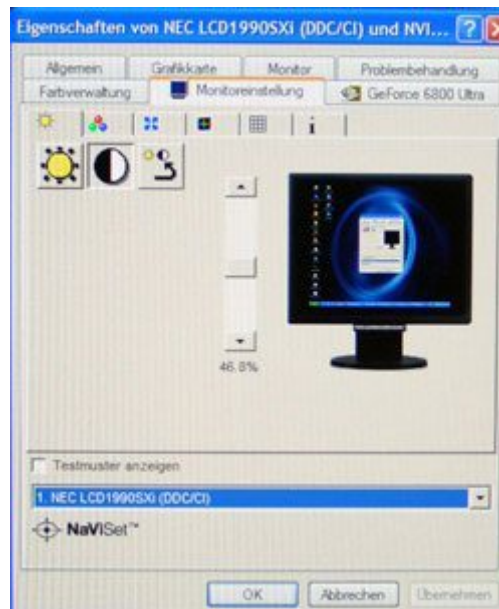 Eigenschaften von NEC LCD1990SXi (DDC/CI) und NVI...
Allgemein Grafikkarte Monitor Problembehandlung
Farbverwaltung Monitoreinstellung GeForce 6800 Ultra
i
46.8%
Testmuster anzeigen
1. NEC LCD1990SXi (DDC/CI)
NaViSet™
OK Abbrechen Übernehmen